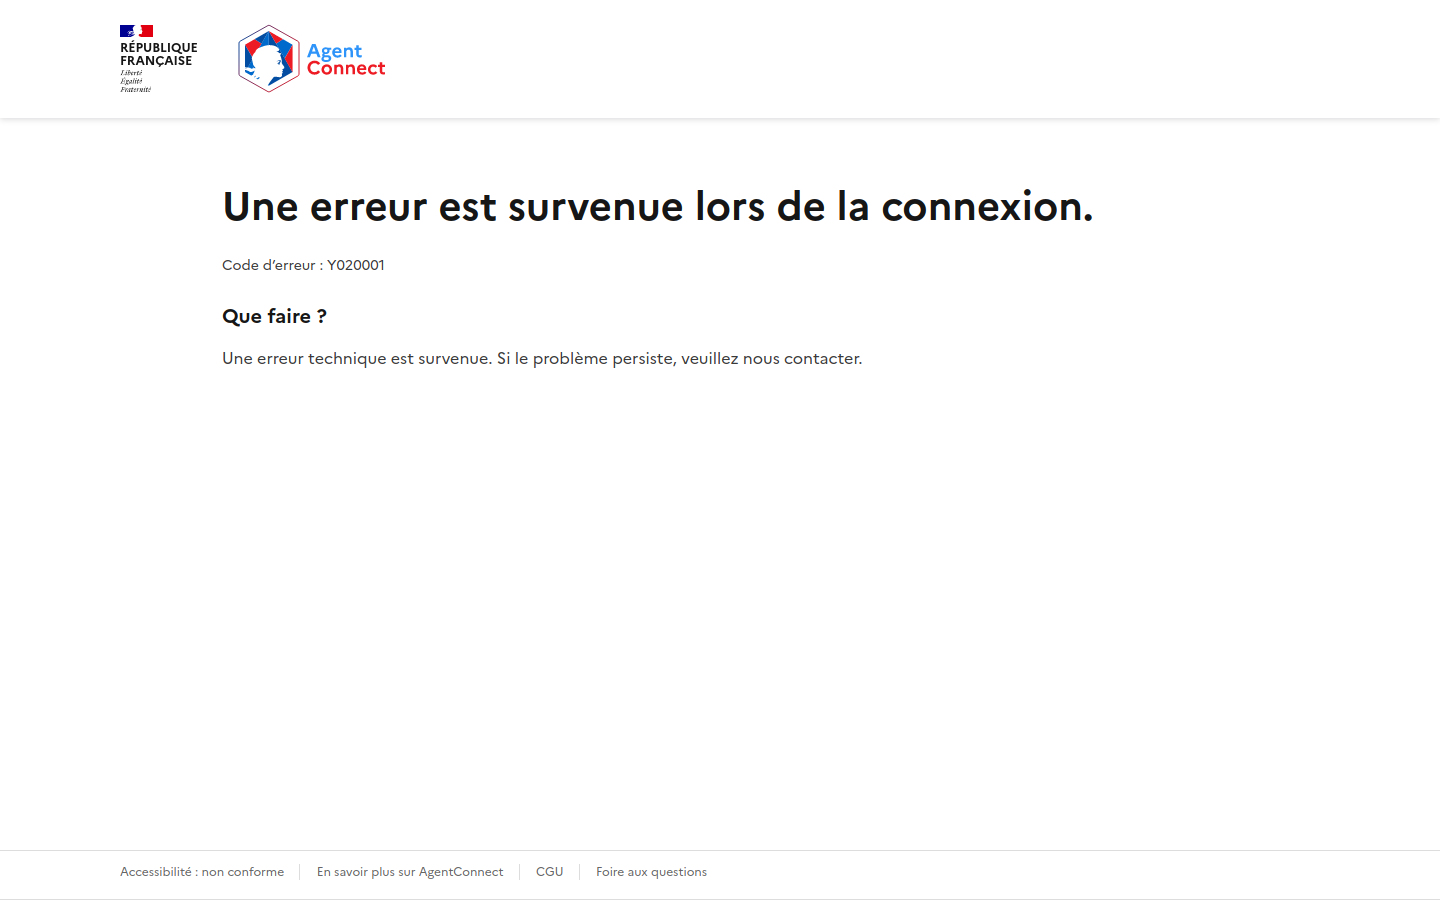 RÉPUBLIQUE
FRANÇAISE
Liberté
Égalité
Fraternité
Agent
Connect
Une erreur est survenue lors de la connexion.
Code d’erreur : Y020001
Que faire ?
Une erreur technique est survenue. Si le problème persiste, veuillez nous contacter.
Accessibilité : non conforme
En savoir plus sur AgentConnect
CGU
Foire aux questions